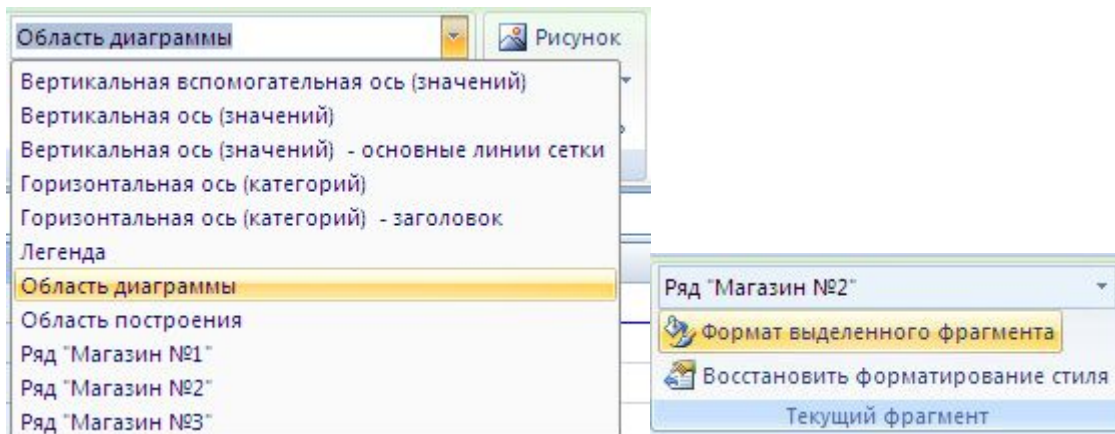 Область диаграммы
Рисунок
Вертикальная вспомогательная ось (значений)
Вертикальная ось (значений)
Вертикальная ось (значений) - основные линии сетки
Горизонтальная ось (категорий)
Горизонтальная ось (категорий) - заголовок
Легенда
Область диаграммы
Область построения
Ряд "Магазин №1"
Ряд "Магазин №2"
Ряд "Магазин №3"
Ряд "Магазин №2"
Формат выделенного фрагмента
Восстановить форматирование стиля
Текущий фрагмент